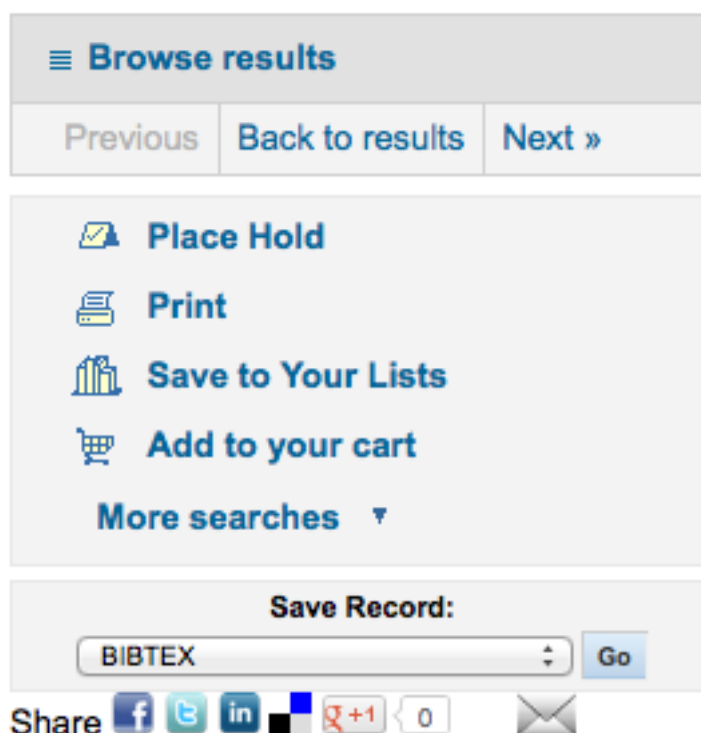 Browse results
Previous Back to results Next »
Place Hold
Print
Save to Your Lists
Add to your cart
More searches
Save Record:
BIBTEX Go
Share f t in g +1 0